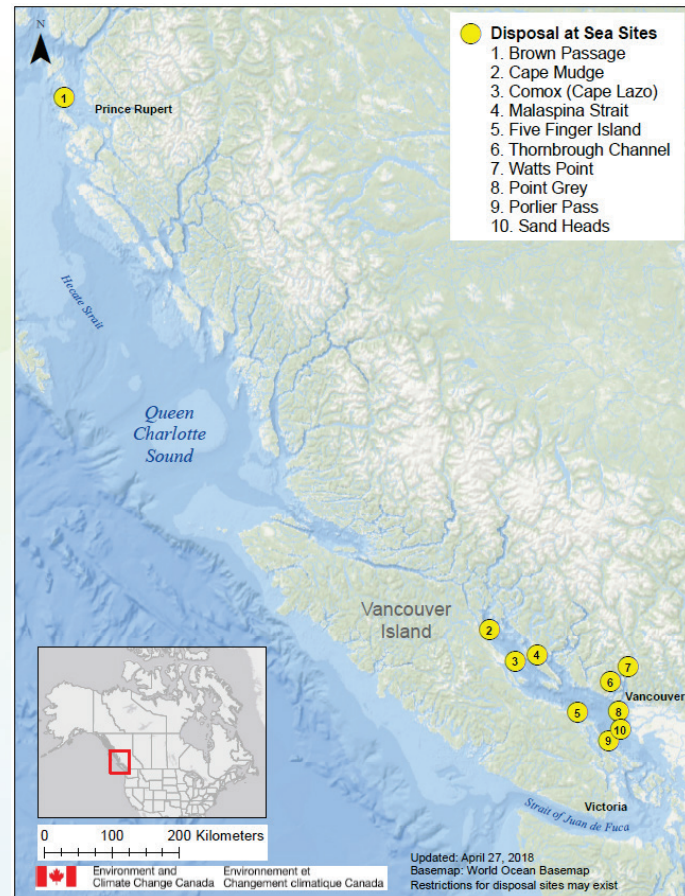 N
Disposal at Sea Sites
1. Brown Passage
2. Cape Mudge
3. Comox (Cape Lazo)
4. Malaspina Strait
5. Five Finger Island
6. Thornbrough Channel
7. Watts Point
8. Point Grey
9. Porlier Pass
10. Sand Heads
1
Prince Rupert
Hecate Strait
Queen
Charlotte
Sound
Vancouver
Island
2
3
4
5
6
7
Vancouver
8
10
9
Victoria
Strait of Juan de Fuca
0 100 200 Kilometers
Environment and
Climate Change Canada
Environnement et
Changement climatique Canada
Updated: April 27, 2018
Basemap: World Ocean Basemap
Restrictions for disposal sites may exist